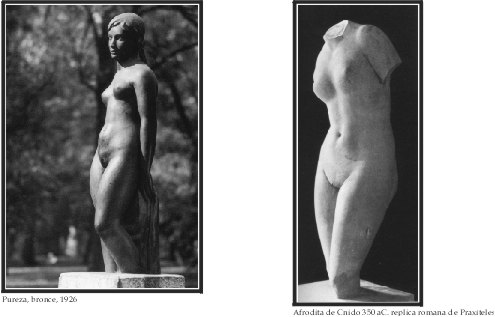 Pureza, bronce, 1926
Afrodita de Cnido 350 aC. replica romana de Praxiteles